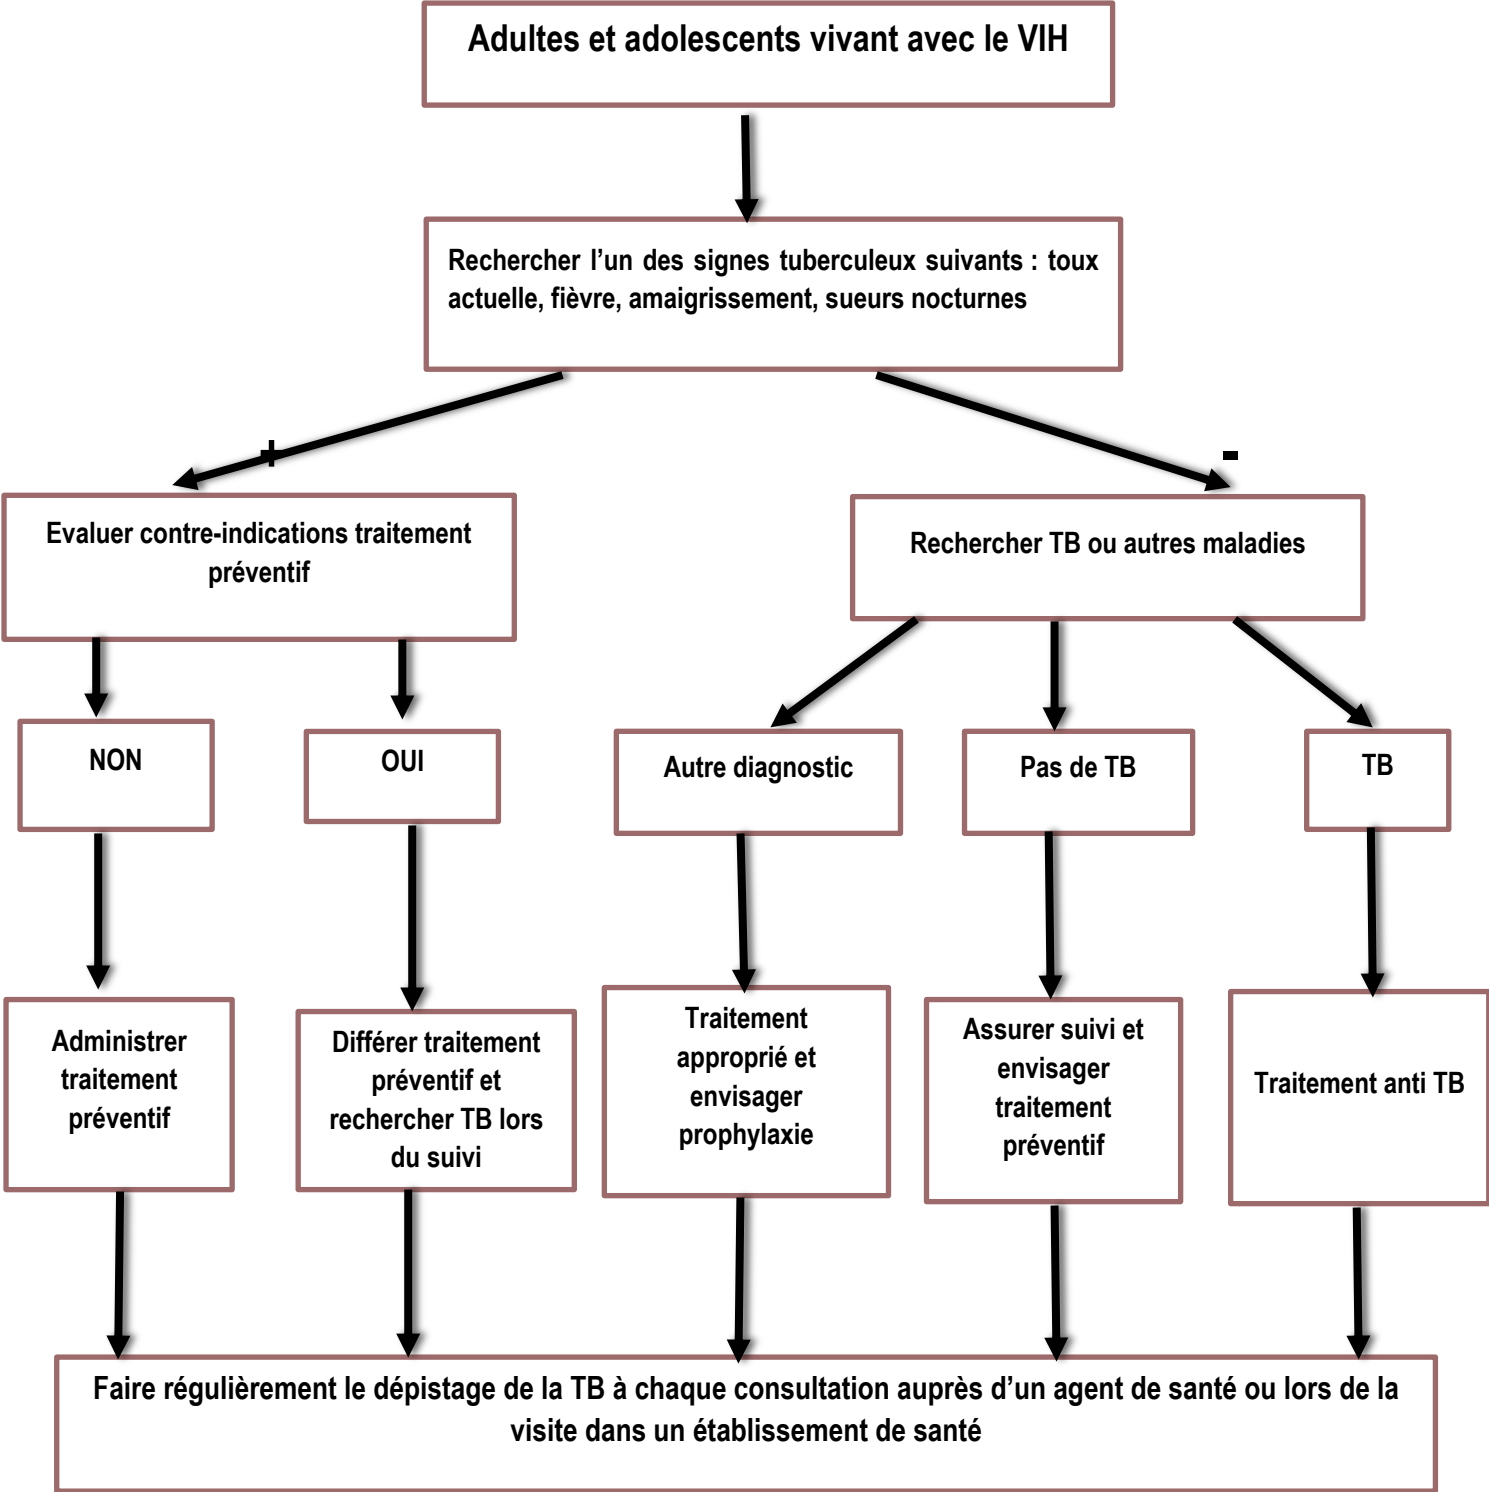 Adultes et adolescents vivant avec le VIH
Rechercher l’un des signes tuberculeux suivants : toux
actuelle, fièvre, amaigrissement, sueurs nocturnes
+
-
Evaluer contre-indications traitement
préventif
Rechercher TB ou autres maladies
NON
OUI
Autre diagnostic
Pas de TB
TB
Administrer
traitement
préventif
Différer traitement
préventif et
rechercher TB lors
du suivi
Traitement
approprié et
envisager
prophylaxie
Assurer suivi et
envisager
traitement
préventif
Traitement anti TB
Faire régulièrement le dépistage de la TB à chaque consultation auprès d’un agent de santé ou lors de la
visite dans un établissement de santé